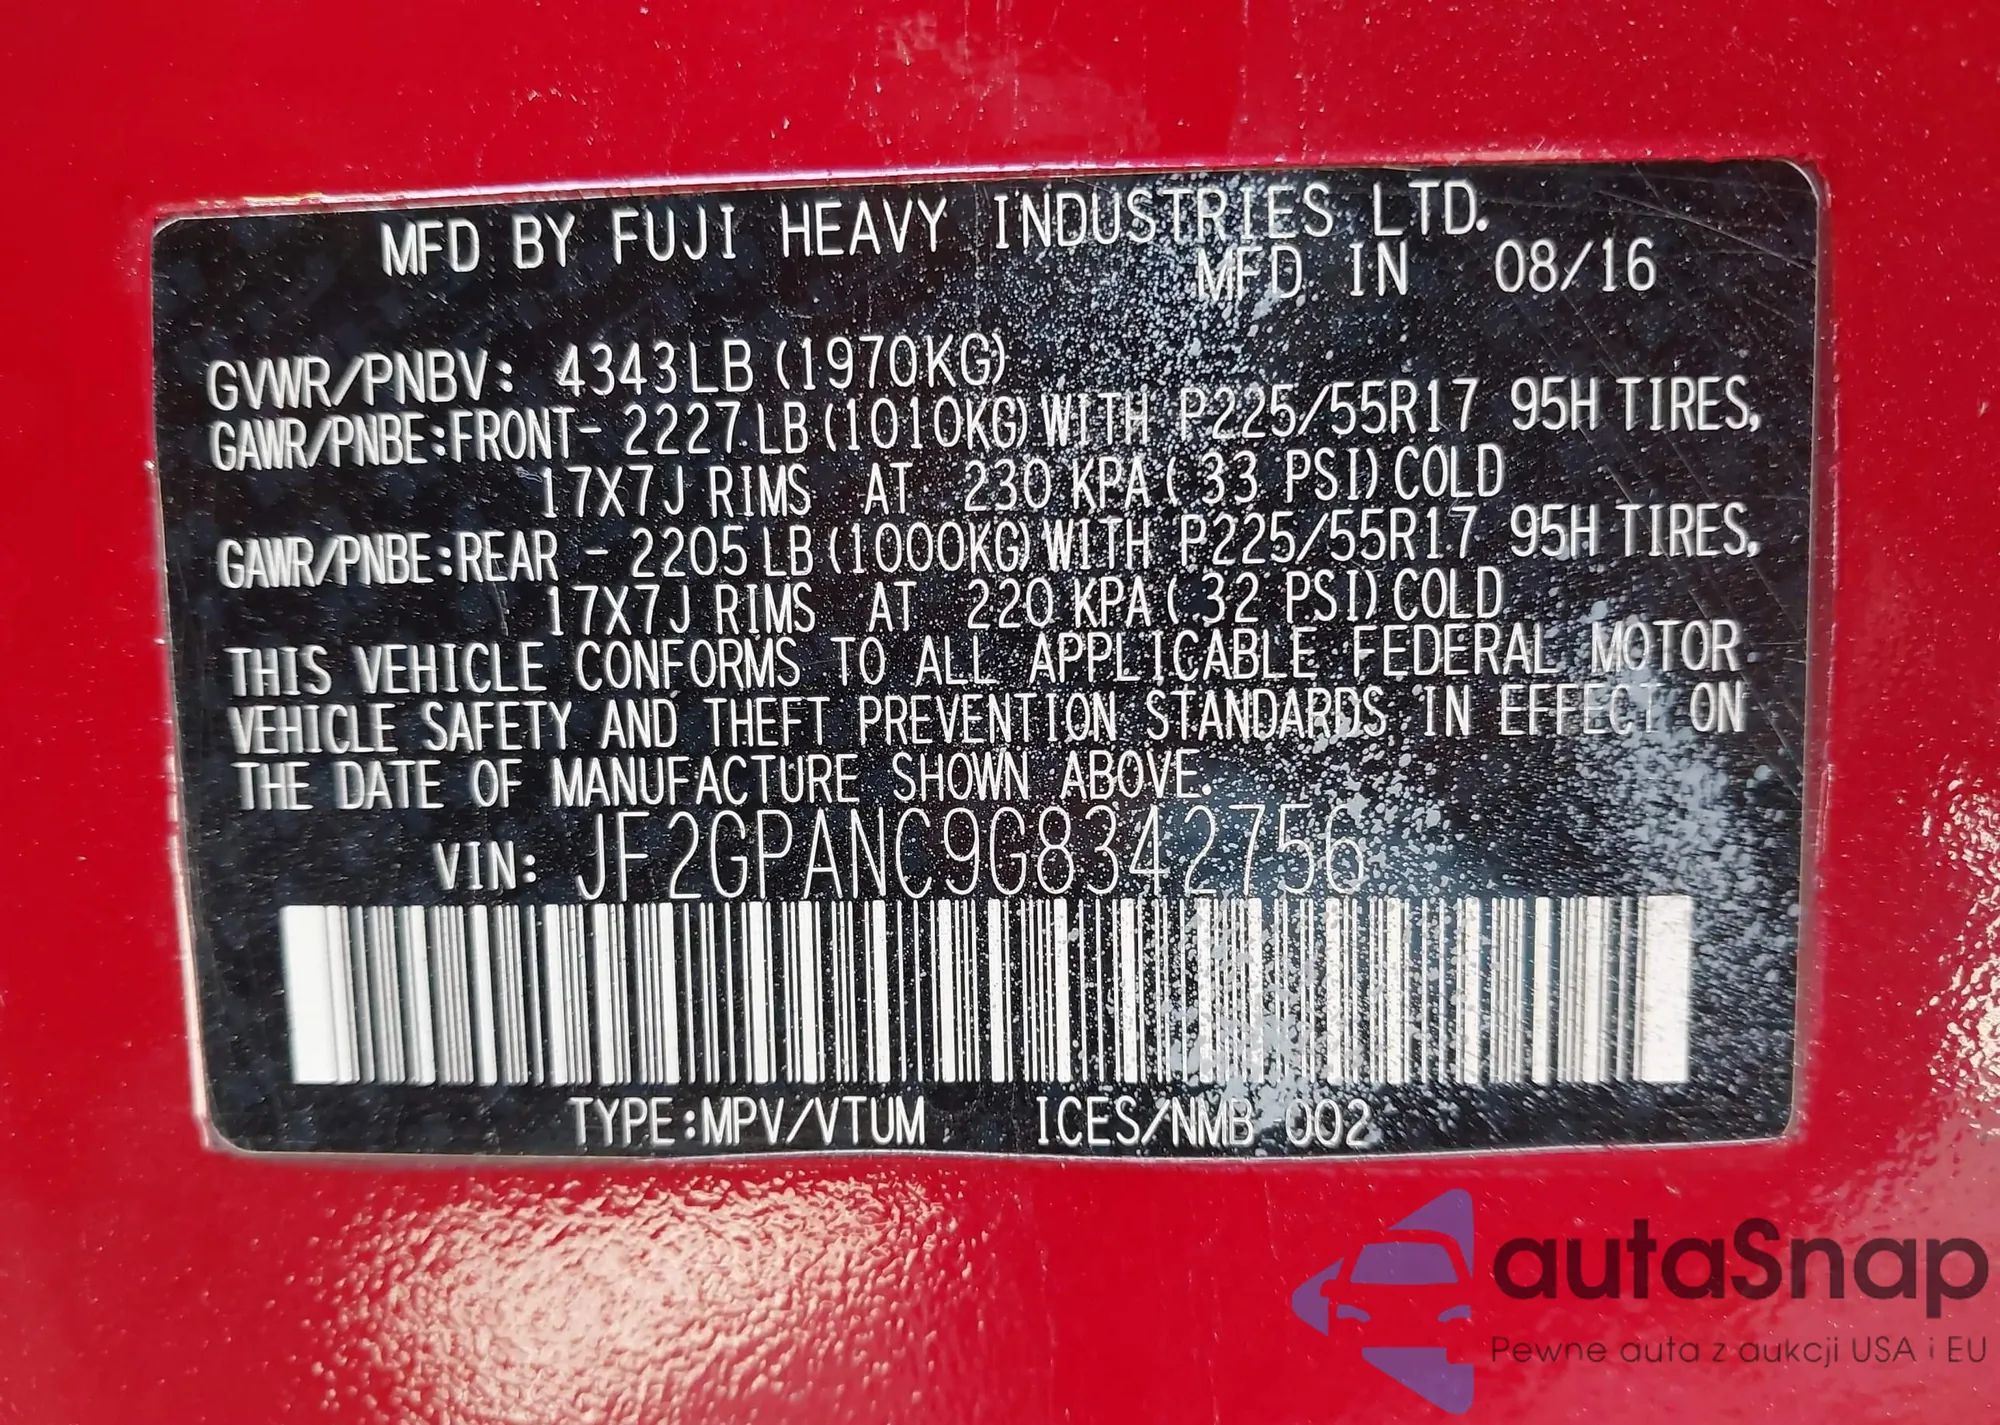 MFD BY FUJI HEAVY INDUSTRIES LTD.
MFD IN 08/16
GVWR/PNBV: 4343LB (1970KG)
GAWR/PNBE:FRONT- 2227 LB (1010KG) WITH P225/55R17 95H TIRES,
17X7J RIMS AT 230 KPA ( 33 PSI) COLD
GAWR/PNBE:REAR - 2205 LB (1000KG) WITH P225/55R17 95H TIRES,
17X7J RIMS AT 220 KPA ( 32 PSI) COLD
THIS VEHICLE CONFORMS TO ALL APPLICABLE FEDERAL MOTOR
VEHICLE SAFETY AND THEFT PREVENTION STANDARDS IN EFFECT ON
THE DATE OF MANUFACTURE SHOWN ABOVE.
VIN: JF2GPANC9G8342756
TYPE:MPV/VTUM ICES/NMB 002
autaSnap
Pewne auta z aukcji USA i EU